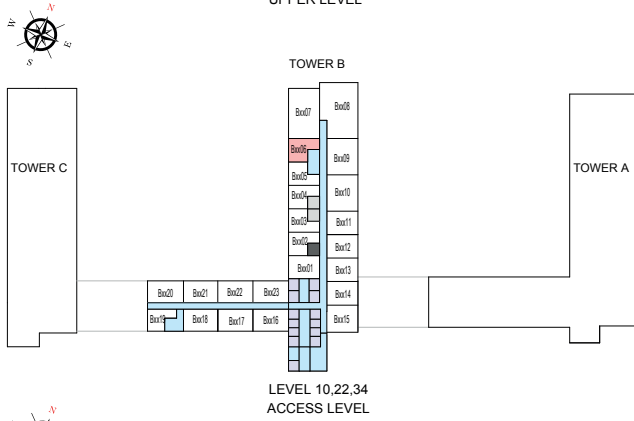 UPPER LEVEL
N
W
E
S
TOWER B
Bxx07
Bxx08
Bxx06
Bxx09
TOWER C
TOWER A
Bxx05
Bxx04
Bxx10
Bxx03
Bxx11
Bxx02
Bxx12
Bxx01
Bxx13
Bxx20 Bxx21 Bxx22 Bxx23
Bxx14
Bxx19 Bxx18 Bxx17 Bxx16
Bxx15
LEVEL 10,22,34
ACCESS LEVEL
N